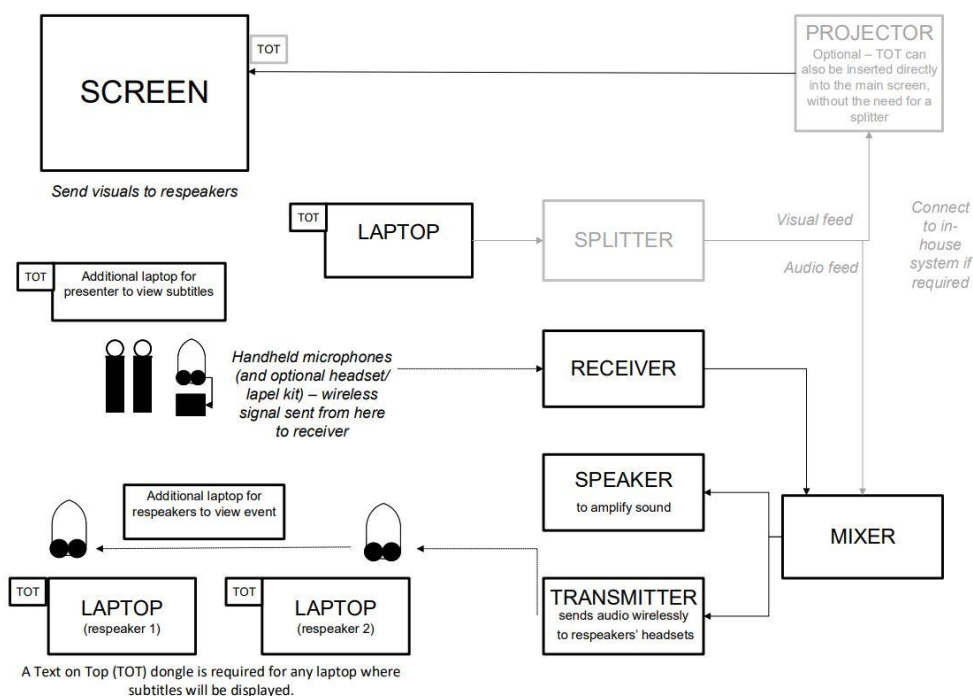 TOT
SCREEN
Send visuals to respeakers
PROJECTOR
Optional – TOT can
also be inserted directly
into the main screen,
without the need for a
splitter
TOT
LAPTOP
SPLITTER
Visual feed
Audio feed
Connect
to in-
house
system if
required
TOT
Additional laptop for
presenter to view subtitles
Handheld microphones
(and optional headset/
lapel kit) – wireless
signal sent from here
to receiver
RECEIVER
SPEAKER
to amplify sound
MIXER
Additional laptop for
respeakers to view event
TRANSMITTER
sends audio wirelessly
to respeakers' headsets
TOT
LAPTOP
(respeaker 1)
TOT
LAPTOP
(respeaker 2)
A Text on Top (TOT) dongle is required for any laptop where
subtitles will be displayed.